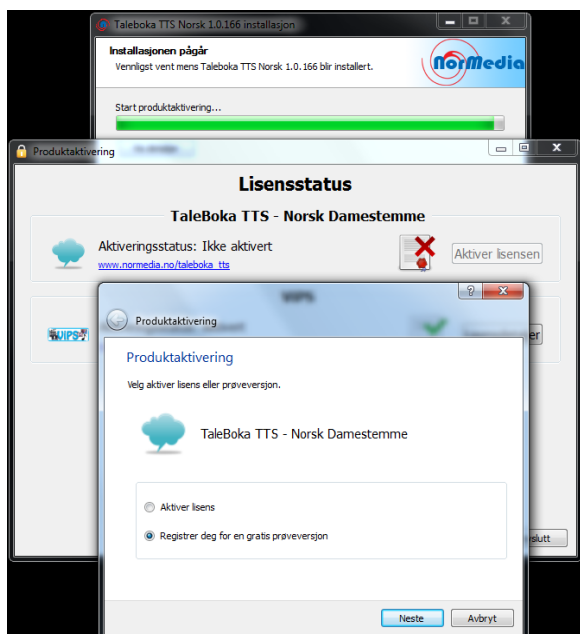 Taleboka TTS Norsk 1.0.166 installasjon
Installasjonen pågår
Vennligst vent mens Taleboka TTS Norsk 1.0.166 blir installert.
NorMedia
Start produktaktivering...
Produktaktivering
Lisensstatus
TaleBoka TTS - Norsk Damestemme
Aktiveringsstatus: Ikke aktivert
www.normedia.no/taleboka_tts
Aktiver lisensen
VIPS
VIPS
Produktaktivering
Produktaktivering
Velg aktiver lisens eller prøveversjon.
TaleBoka TTS - Norsk Damestemme
Aktiver lisens
Registrer deg for en gratis prøveversjon
Neste
Avbryt